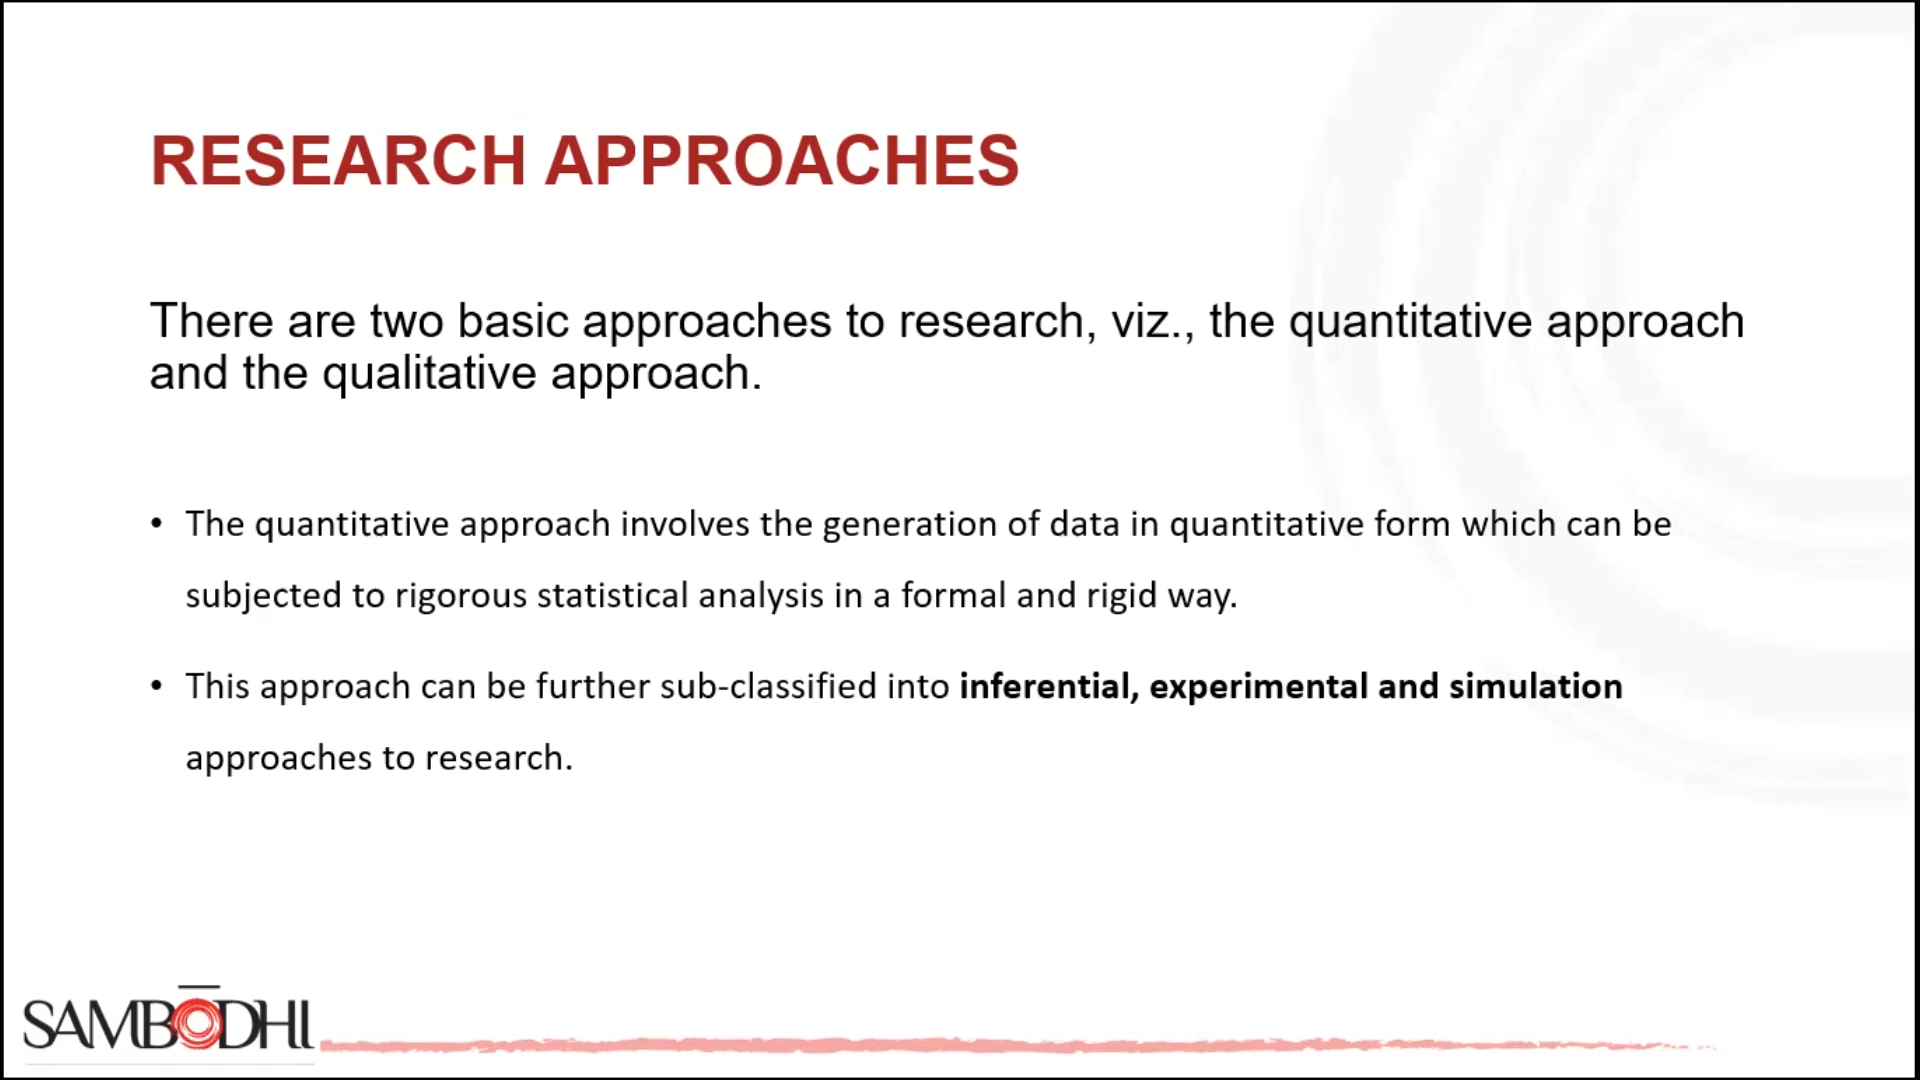 RESEARCH APPROACHES
There are two basic approaches to research, viz., the quantitative approach
and the qualitative approach.
• The quantitative approach involves the generation of data in quantitative form which can be
subjected to rigorous statistical analysis in a formal and rigid way.
• This approach can be further sub-classified into inferential, experimental and simulation
approaches to research.
SAMBŌDHI